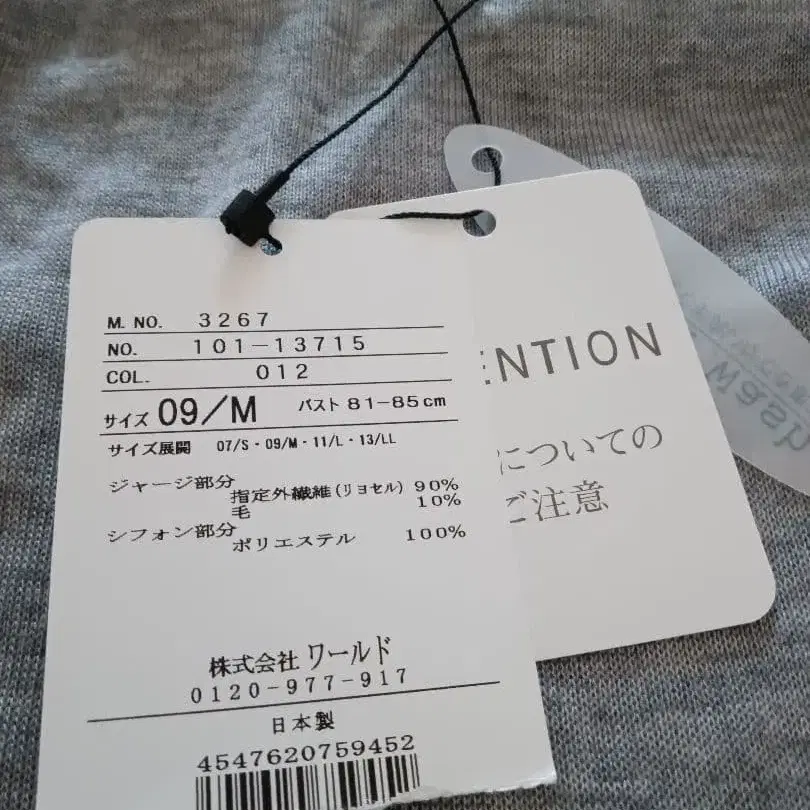 M. NO. 3267
NO. 101-13715
COL. 012
サイズ 09/M バスト 81-85cm
サイズ展開 07/S・09/M・11/L・13/LL
ジャージ部分
指定外繊維(リヨセル) 90%
毛 10%
シフォン部分
ポリエステル 100%
株式会社 ワールド
0120-977-917
日本製
4547620759452
ENTION
についての
ご注意
wash